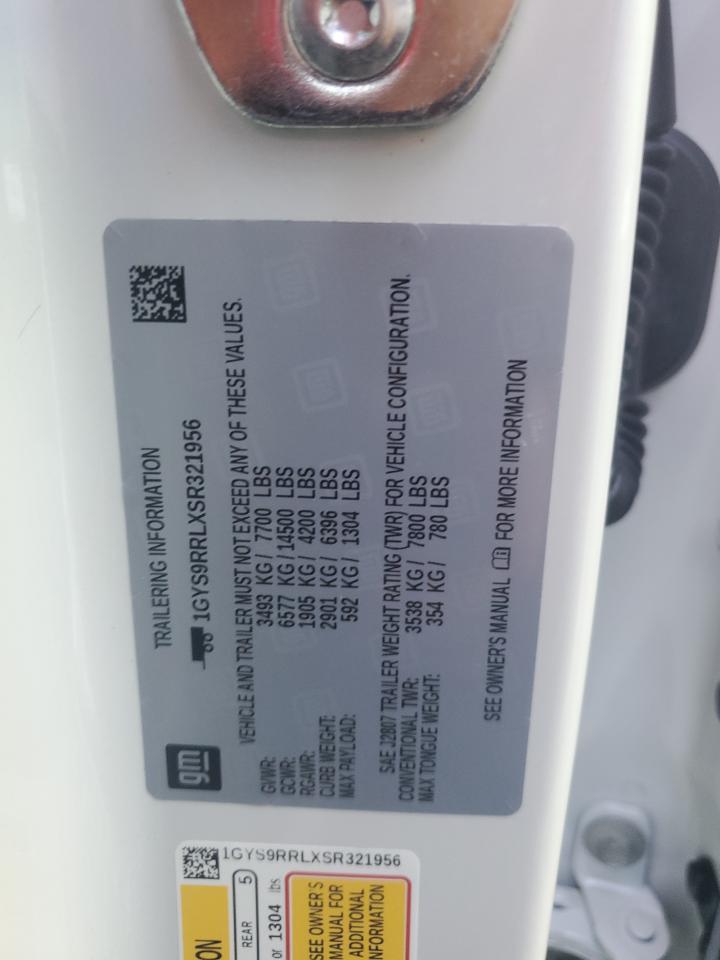 TRAILERING INFORMATION
1GYS9RRLXSR321956
gm
VEHICLE AND TRAILER MUST NOT EXCEED ANY OF THESE VALUES.
GVWR: 3493 KG / 7700 LBS
GCWR: 6577 KG / 14500 LBS
RGAWR: 1905 KG / 4200 LBS
CURB WEIGHT: 2901 KG / 6396 LBS
MAX PAYLOAD: 592 KG / 1304 LBS
SAE J2807 TRAILER WEIGHT RATING (TWR) FOR VEHICLE CONFIGURATION.
CONVENTIONAL TWR: 3538 KG / 7800 LBS
MAX TONGUE WEIGHT: 354 KG / 780 LBS
SEE OWNER'S MANUAL FOR MORE INFORMATION
1GYS9RRLXSR321956
ON
REAR 5
or 1304 lbs
SEE OWNER'S
MANUAL FOR
ADDITIONAL
INFORMATION